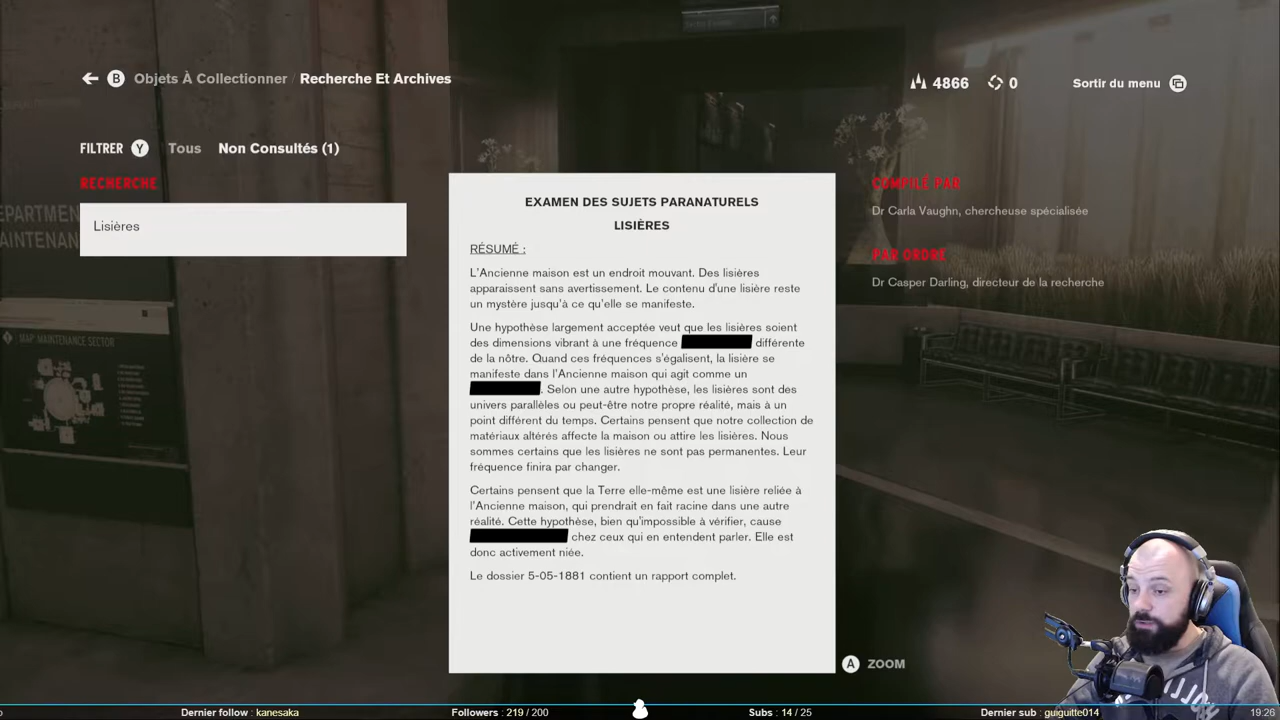 B Objets À Collectionner / Recherche Et Archives
4866 0 Sortir du menu
FILTRER Y Tous Non Consultés (1)
RECHERCHE
Lisières
EXAMEN DES SUJETS PARANATURELS
LISIÈRES
RÉSUMÉ :
L'Ancienne maison est un endroit mouvant. Des lisières
apparaissent sans avertissement. Le contenu d'une lisière reste
un mystère jusqu'à ce qu'elle se manifeste.
Une hypothèse largement acceptée veut que les lisières soient
des dimensions vibrant à une fréquence différente
de la nôtre. Quand ces fréquences s'égalisent, la lisière se
manifeste dans l'Ancienne maison qui agit comme un
. Selon une autre hypothèse, les lisières sont des
univers parallèles ou peut-être notre propre réalité, mais à un
point différent du temps. Certains pensent que notre collection de
matériaux altérés affecte la maison ou attire les lisières. Nous
sommes certains que les lisières ne sont pas permanentes. Leur
fréquence finira par changer.
Certains pensent que la Terre elle-même est une lisière reliée à
l'Ancienne maison, qui prendrait en fait racine dans une autre
réalité. Cette hypothèse, bien qu'impossible à vérifier, cause
chez ceux qui en entendent parler. Elle est
donc activement niée.
Le dossier 5-05-1881 contient un rapport complet.
COMPILÉ PAR
Dr Carla Vaughn, chercheuse spécialisée
PAR ORDRE
Dr Casper Darling, directeur de la recherche
A ZOOM
EPARTMEN
MAINTENAN
MAP MAINTENANCE SECTOR
Dernier follow : kanesaka
Followers : 219 / 200
Subs : 14 / 25
Dernier sub : guiguitte014
19:26